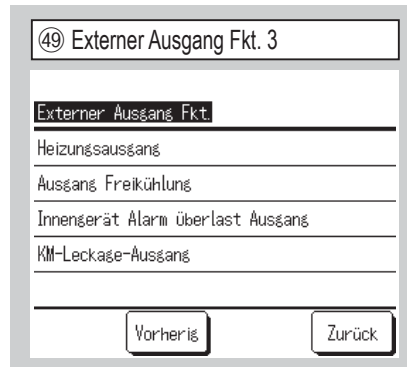 ㊾ Externer Ausgang Fkt. 3
Externer Ausgang Fkt.
Heizungsausgang
Ausgang Freikühlung
Innengerät Alarm überlast Ausgang
KM-Leckage-Ausgang
Vorherig
Zurück